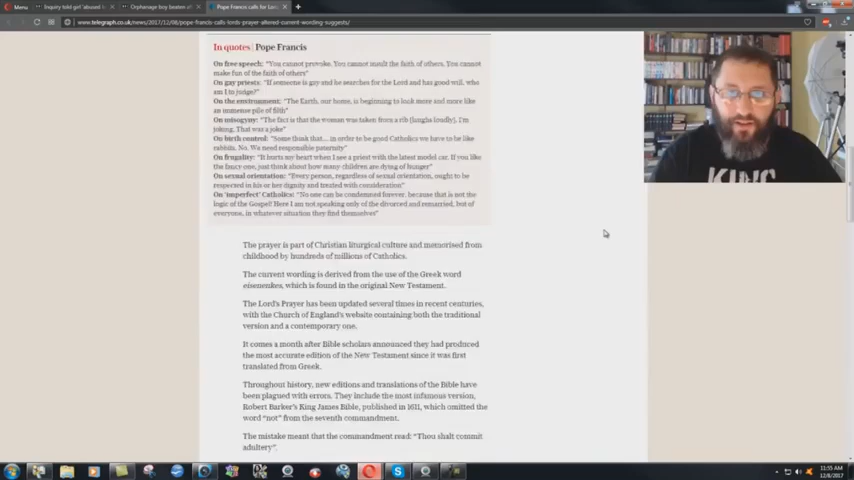 Menu
Inquiry told girl 'abused b
Orphanage boy beaten a
Pope Francis calls for Lor
www.telegraph.co.uk/news/2017/12/08/pope-francis-calls-lords-prayer-altered-current-wording-suggests/
In quotes | Pope Francis
On free speech: "You cannot provoke. You cannot insult the faith of others. You cannot
make fun of the faith of others"
On gay priests: "If someone is gay and he searches for the Lord and has good will, who
am I to judge?"
On the environment: "The Earth, our home, is beginning to look more and more like
an immense pile of filth"
On misogyny: "The fact is that the woman was taken from a rib (laughs loudly). I'm
joking. That was a joke"
On birth control: "Some think that... in order to be good Catholics we have to be like
rabbits. No. We need responsible paternity"
On frugality: "It hurts my heart when I see a priest with the latest model car. If you like
the fancy one, just think about how many children are dying of hunger"
On sexual orientation: "Every person, regardless of sexual orientation, ought to be
respected in his or her dignity and treated with consideration"
On 'imperfect' Catholics: "No one can be condemned forever, because that is not the
logic of the Gospel! Here I am not speaking only of the divorced and remarried, but of
everyone, in whatever situation they find themselves"
The prayer is part of Christian liturgical culture and memorised from
childhood by hundreds of millions of Catholics.
The current wording is derived from the use of the Greek word
eisenenkes, which is found in the original New Testament.
The Lord's Prayer has been updated several times in recent centuries,
with the Church of England's website containing both the traditional
version and a contemporary one.
It comes a month after Bible scholars announced they had produced
the most accurate edition of the New Testament since it was first
translated from Greek.
Throughout history, new editions and translations of the Bible have
been plagued with errors. They include the most infamous version,
Robert Barker's King James Bible, published in 1611, which omitted the
word "not" from the seventh commandment.
The mistake meant that the commandment read: "Thou shalt commit
adultery".
KING
11:55 AM
12/8/2017